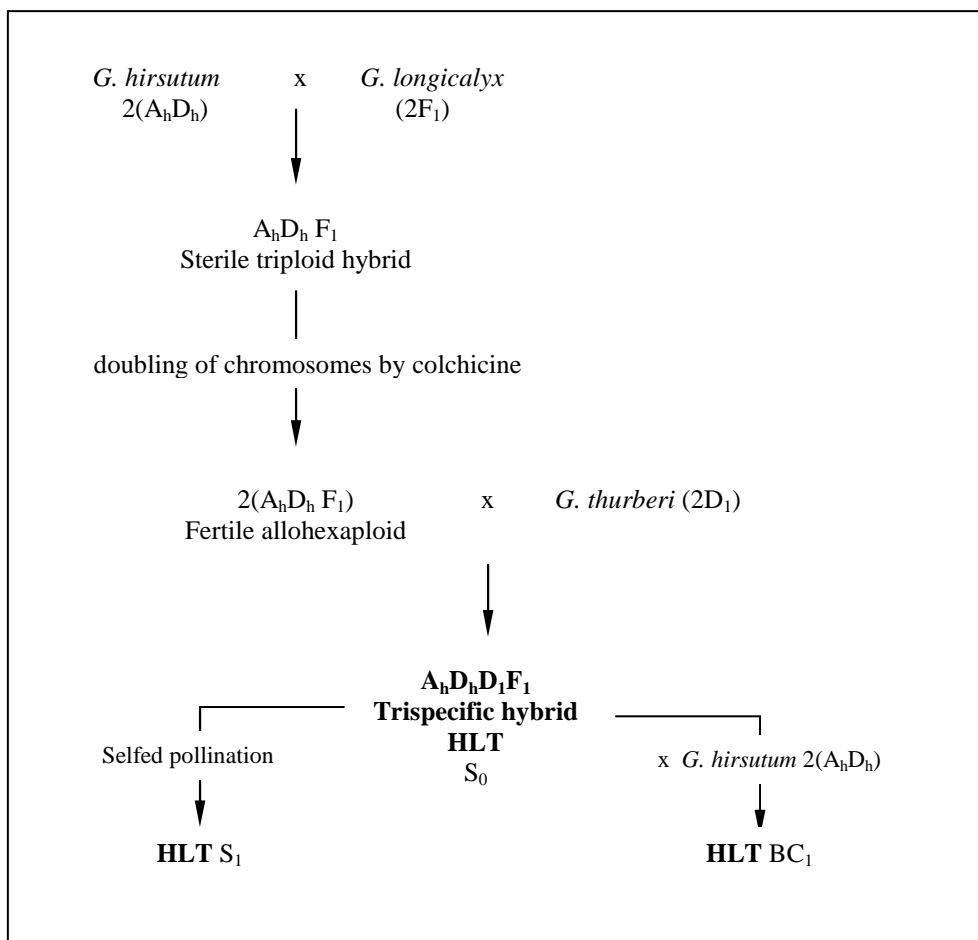 G. hirsutum x G. longicalyx
2(AₕDₕ) (2F₁)
AₕDₕ F₁
Sterile triploid hybrid
doubling of chromosomes by colchicine
2(AₕDₕ F₁) x G. thurberi (2D₁)
Fertile allohexaploid
AₕDₕD₁F₁
Trispecific hybrid
HLT
S₀
Selfed pollination
x G. hirsutum 2(AₕDₕ)
HLT S₁
HLT BC₁